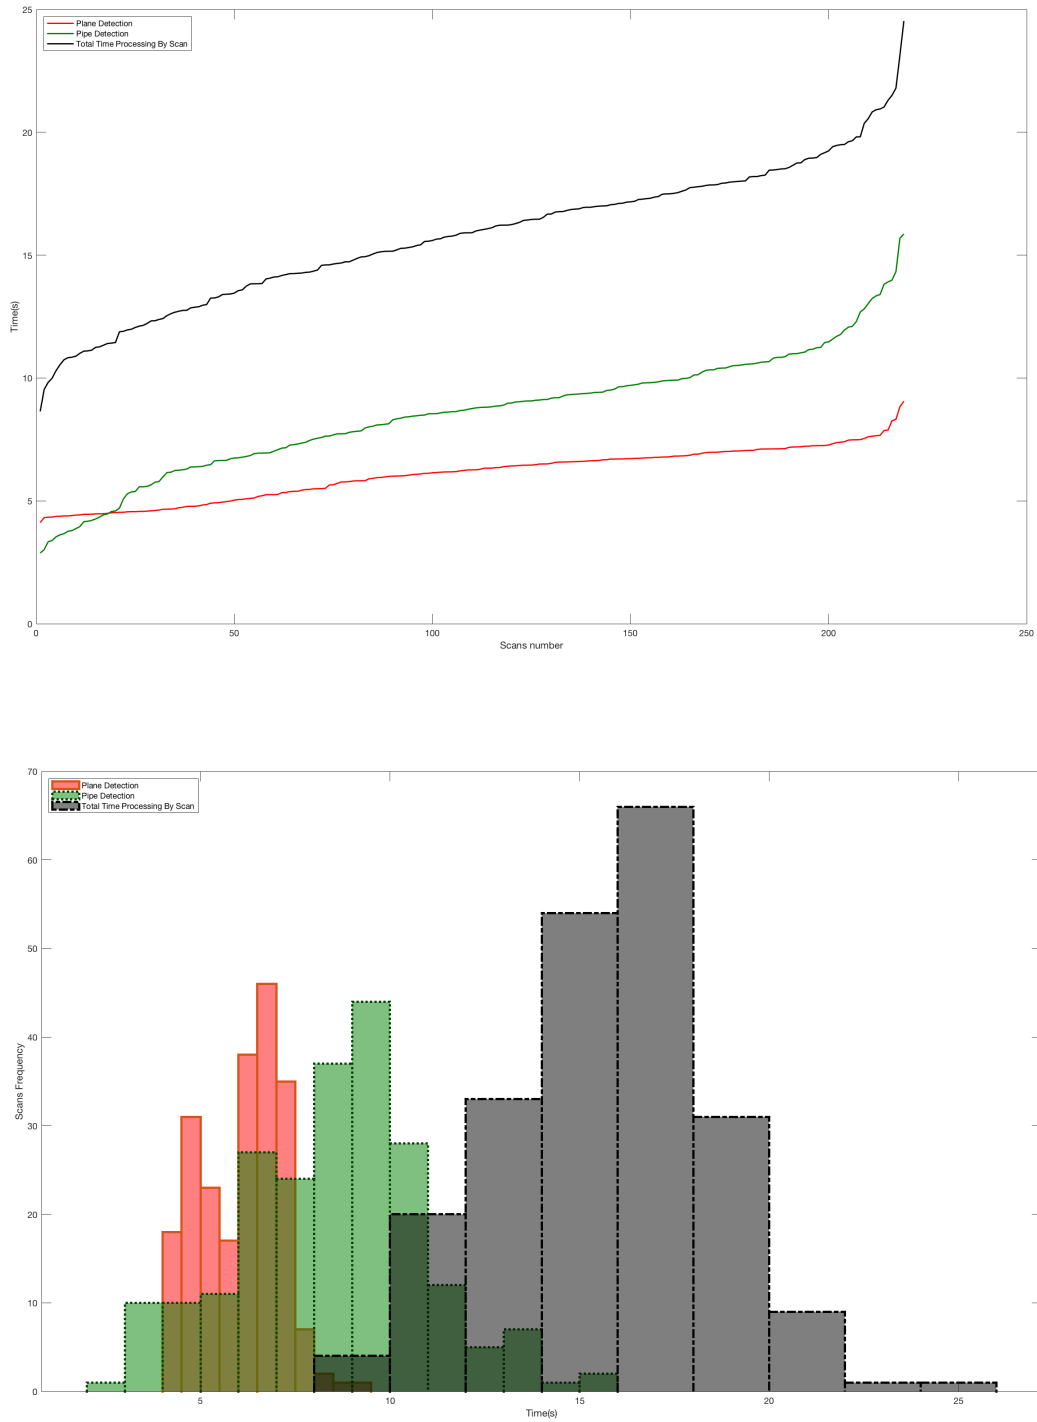 25
20
15
10
5
0
Time(s)
Plane Detection
Pipe Detection
Total Time Processing By Scan
0 50 100 150 200 250
Scans number
70
60
50
40
30
20
10
0
Scans Frequency
Plane Detection
Pipe Detection
Total Time Processing By Scan
5 10 15 20 25
Time(s)